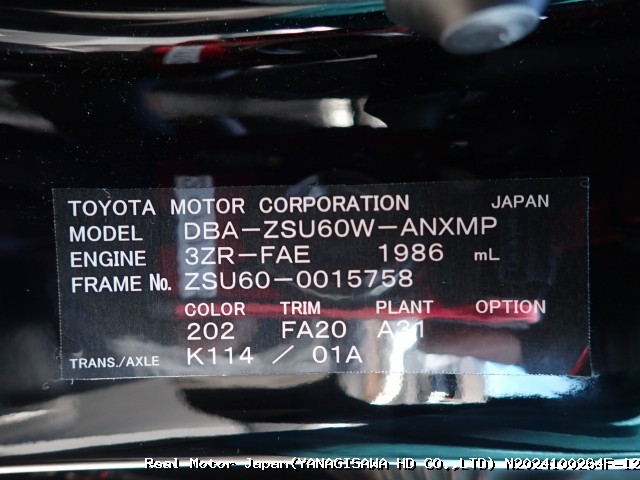 TOYOTA MOTOR CORPORATION JAPAN
MODEL DBA-ZSU60W-ANXMP
ENGINE 3ZR-FAE 1986 mL
FRAME No. ZSU60-0015758
COLOR TRIM PLANT OPTION
202 FA20 A31
TRANS./AXLE K114 / 01A
Real Motor Japan(YANAGISAWA HD CO.,LTD) N2024100284F-12